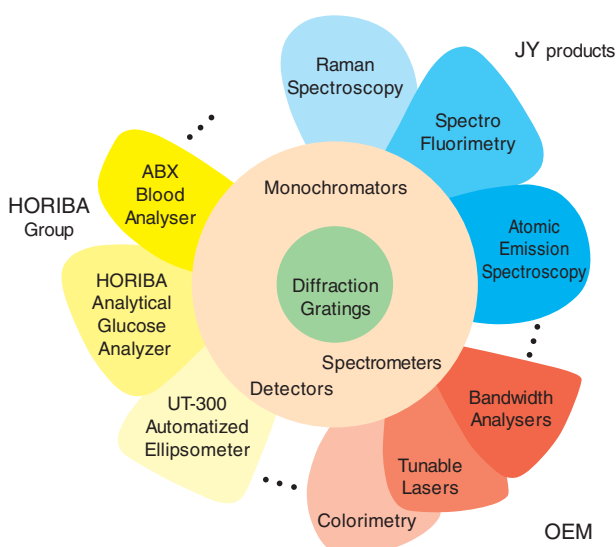 JY products
Raman
Spectroscopy
Spectro
Fluorimetry
ABX
Blood
Analyser
Monochromators
HORIBA
Group
Atomic
Emission
Spectroscopy
HORIBA
Analytical
Glucose
Analyzer
Diffraction
Gratings
Spectrometers
Detectors
UT-300
Automatized
Ellipsometer
Bandwidth
Analysers
Tunable
Lasers
Colorimetry
OEM